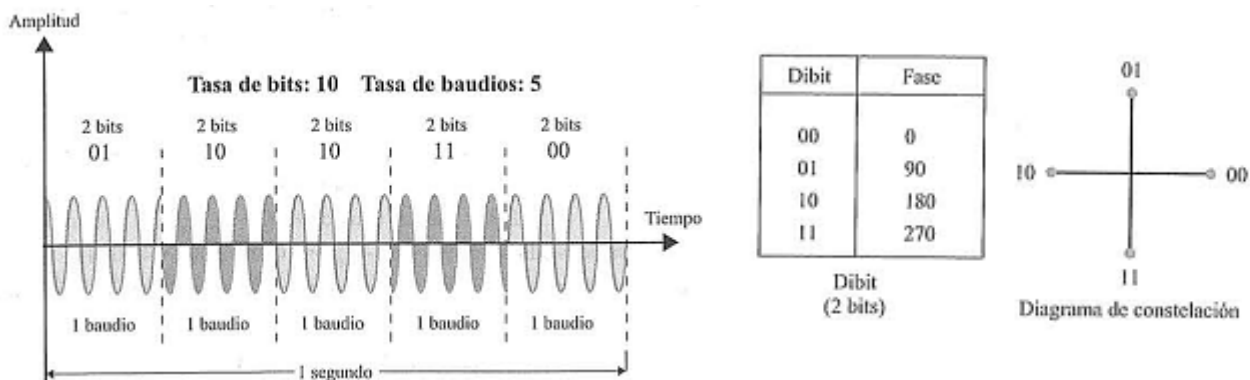 Amplitud
Tasa de bits: 10 Tasa de baudios: 5
2 bits 2 bits 2 bits 2 bits 2 bits
01 10 10 11 00
Tiempo
1 baudio 1 baudio 1 baudio 1 baudio 1 baudio
1 segundo
Dibit Fase
00 0
01 90
10 180
11 270
Dibit
(2 bits)
01
10 00
11
Diagrama de constelación